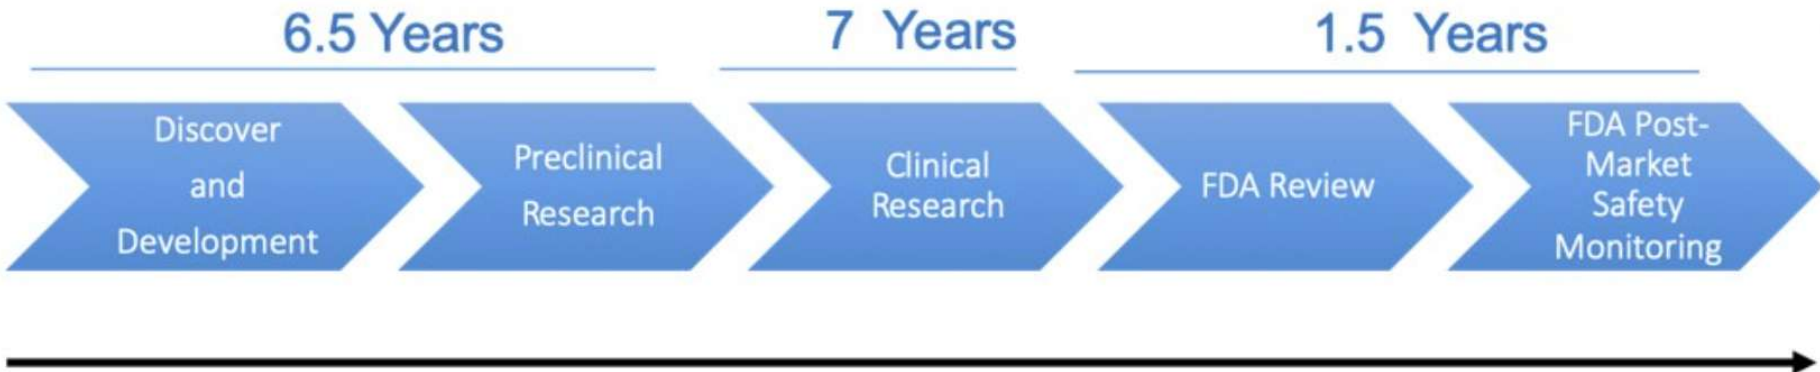 6.5 Years
7 Years
1.5 Years
Discover
and
Development
Preclinical
Research
Clinical
Research
FDA Review
FDA Post-
Market
Safety
Monitoring